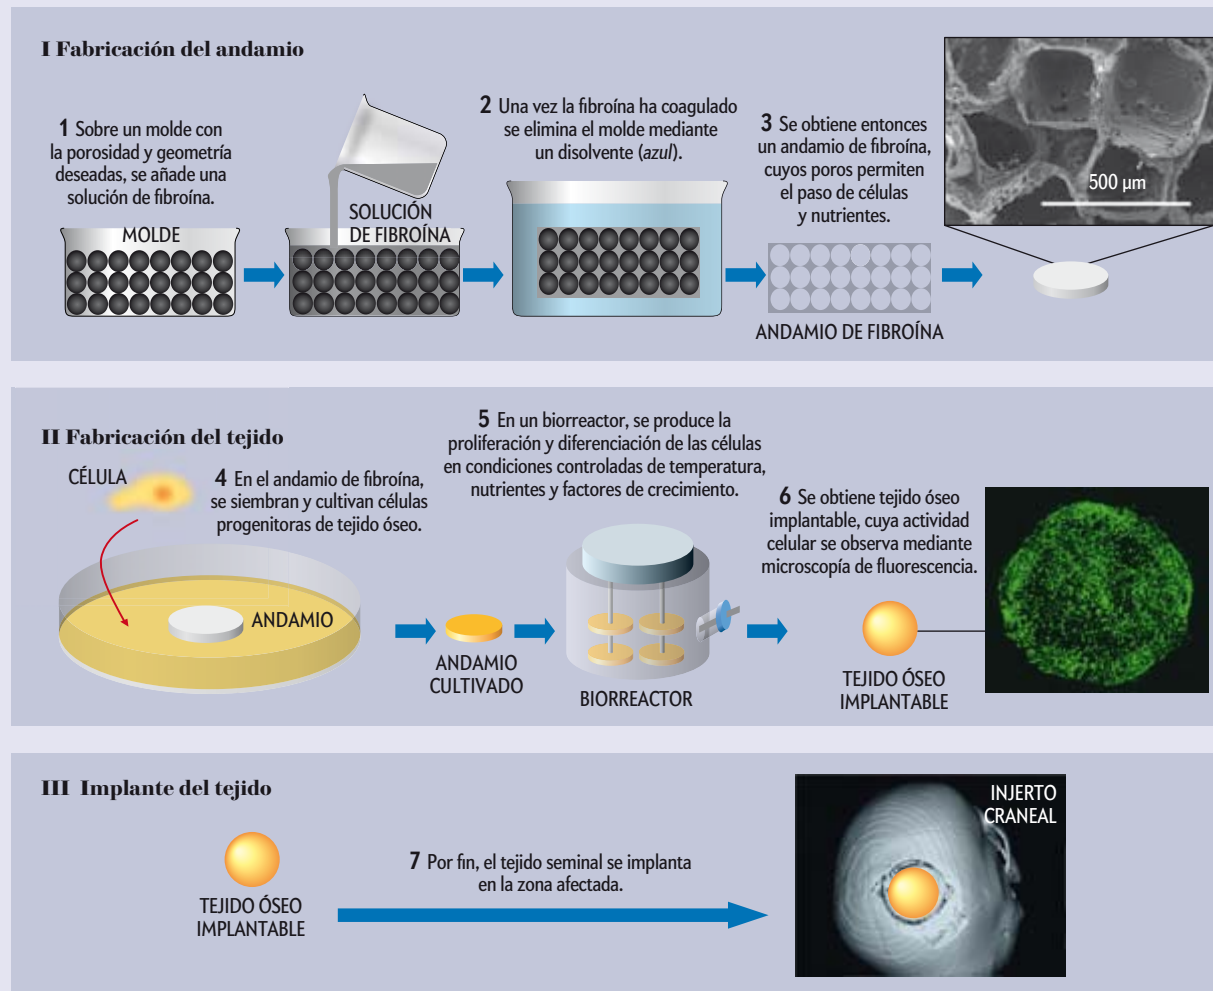 I Fabricación del andamio
1 Sobre un molde con
la porosidad y geometría
deseadas, se añade una
solución de fibroína.
MOLDE
SOLUCIÓN
DE FIBROÍNA
2 Una vez la fibroína ha coagulado
se elimina el molde mediante
un disolvente (azul).
3 Se obtiene entonces
un andamio de fibroína,
cuyos poros permiten
el paso de células
y nutrientes.
ANDAMIO DE FIBROÍNA
500 µm
II Fabricación del tejido
CÉLULA
4 En el andamio de fibroína,
se siembran y cultivan células
progenitoras de tejido óseo.
ANDAMIO
ANDAMIO
CULTIVADO
5 En un biorreactor, se produce la
proliferación y diferenciación de las células
en condiciones controladas de temperatura,
nutrientes y factores de crecimiento.
BIORREACTOR
6 Se obtiene tejido óseo
implantable, cuya actividad
celular se observa mediante
microscopía de fluorescencia.
TEJIDO ÓSEO
IMPLANTABLE
III Implante del tejido
TEJIDO ÓSEO
IMPLANTABLE
7 Por fin, el tejido seminal se implanta
en la zona afectada.
INJERTO
CRANEAL